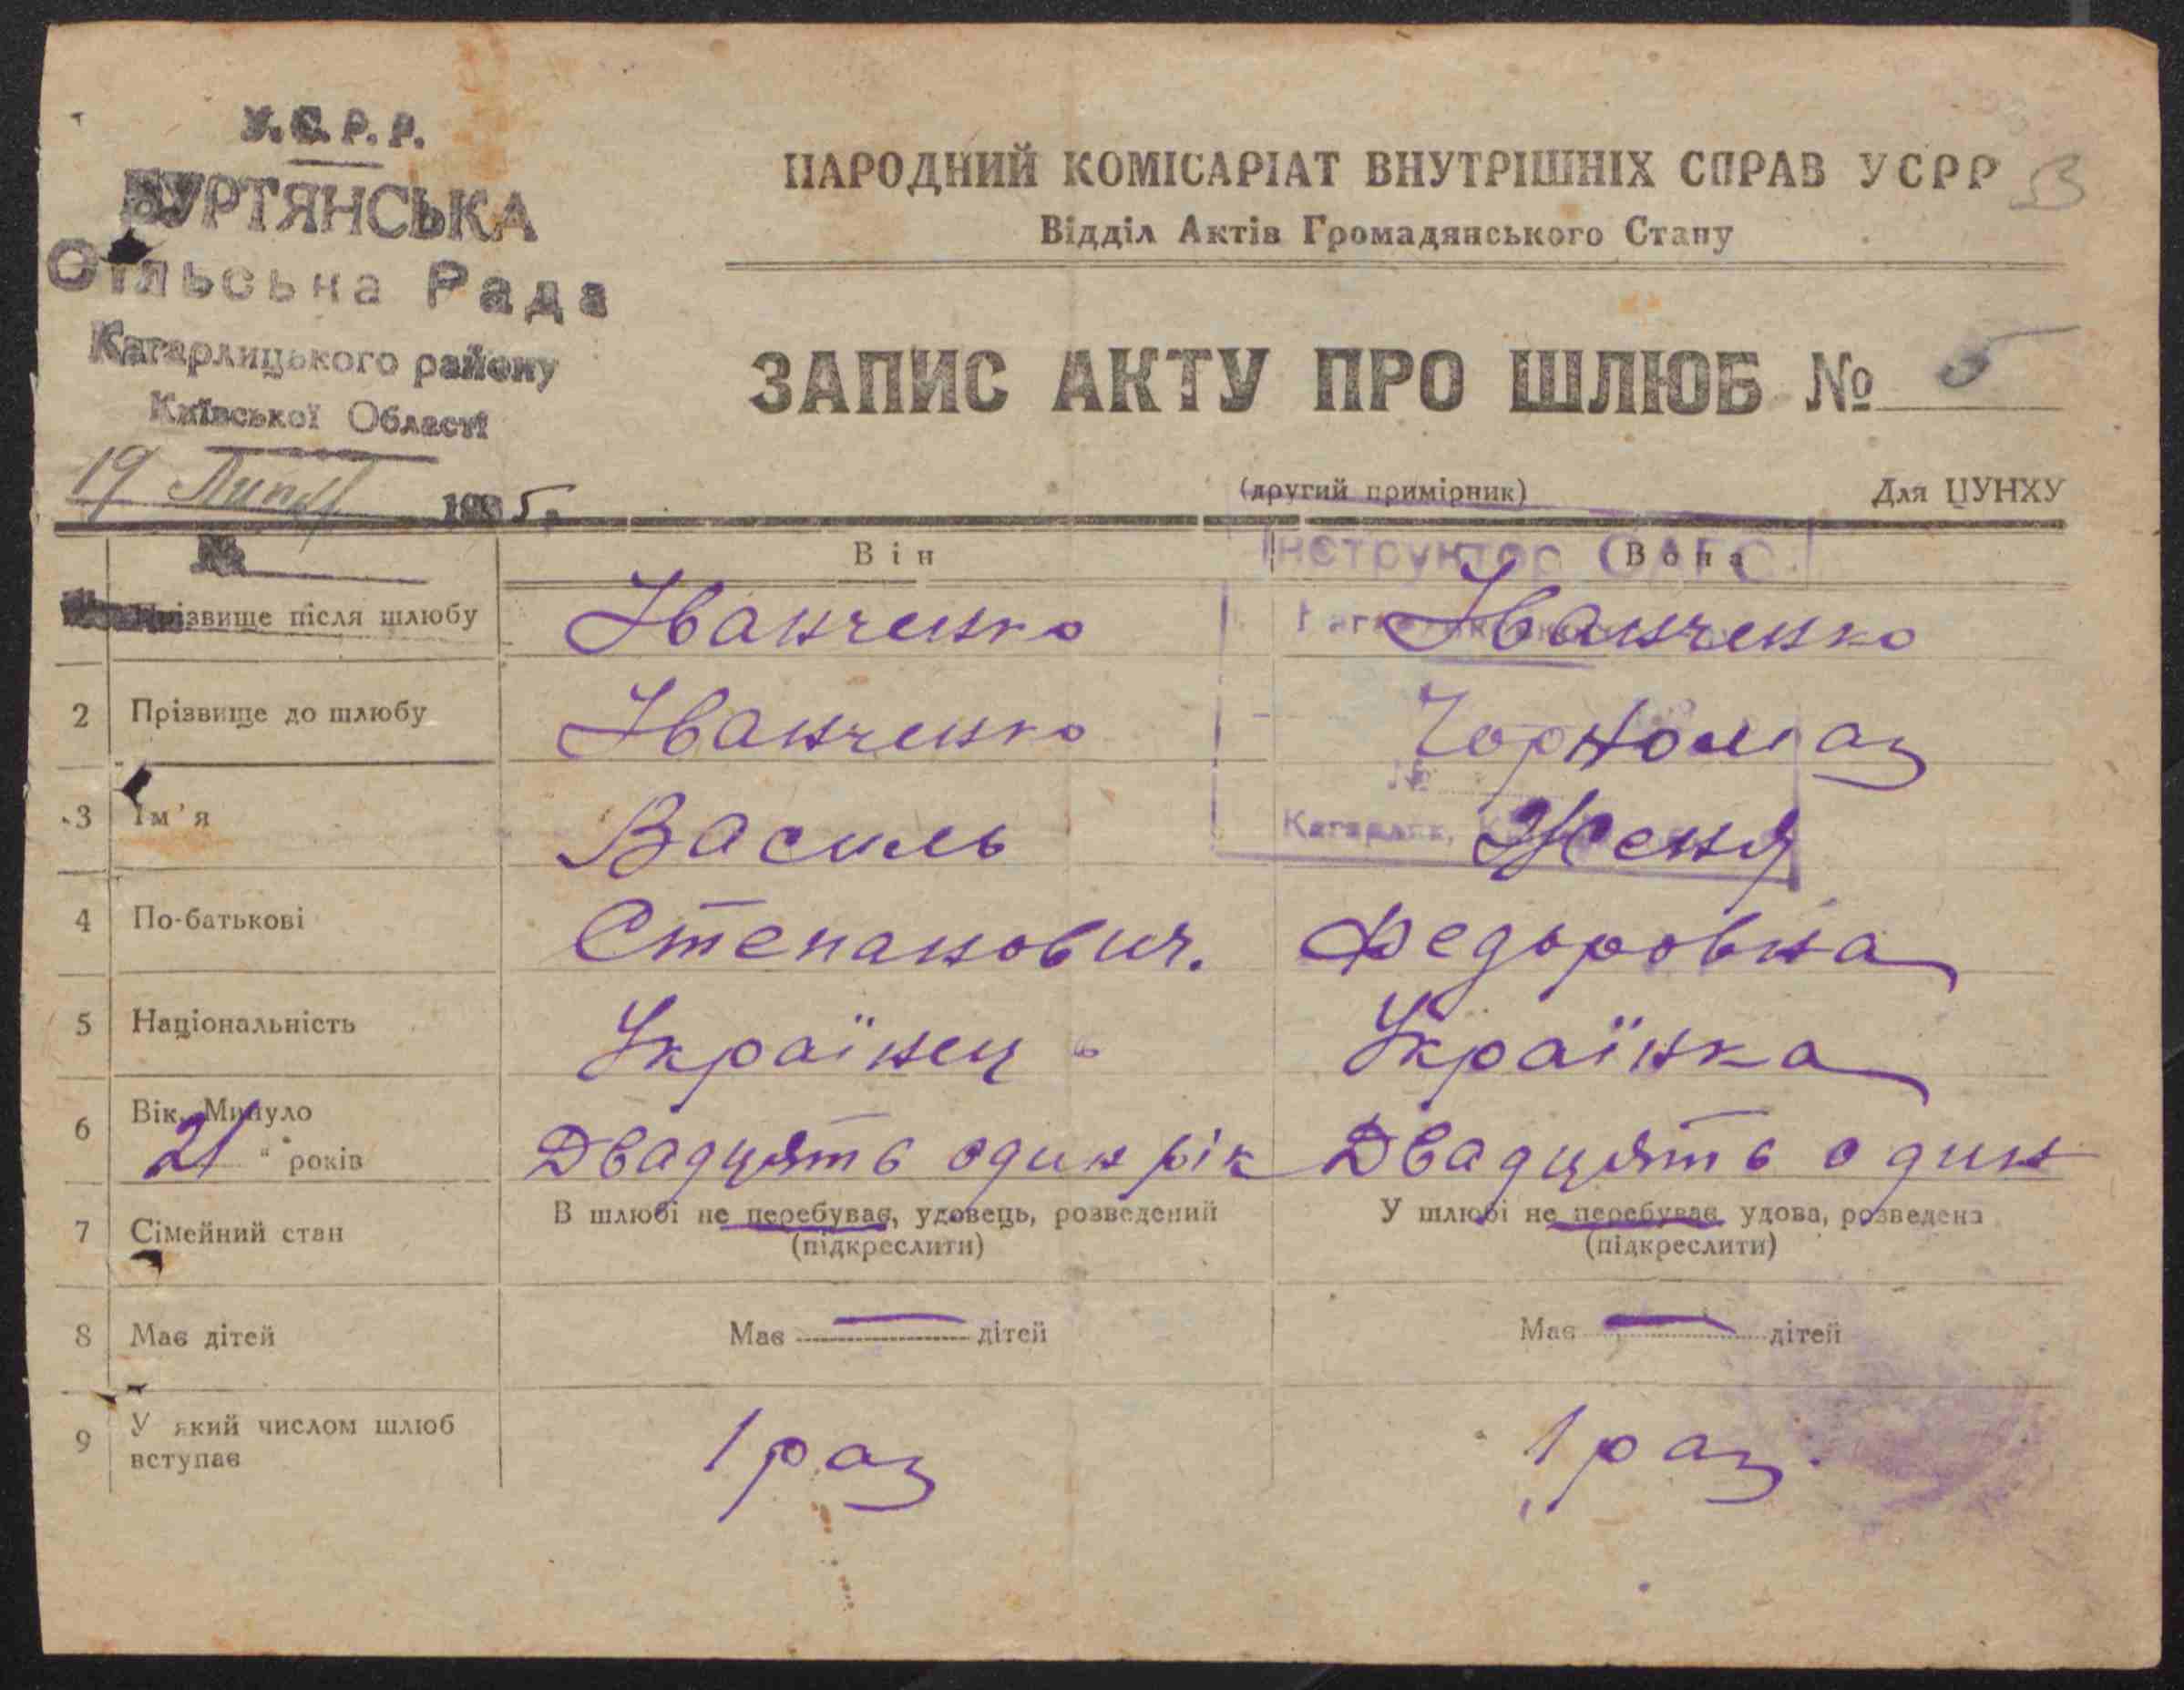 У.С.Р.Р.
БУРТЯНСЬКА
Сільська Рада
Кагарлицького району
Київської Області
19 Липня 1935.
№
НАРОДНИЙ КОМІСАРІАТ ВНУТРІШНІХ СПРАВ УСРР
Відділ Актів Громадянського Стану
ЗАПИС АКТУ ПРО ШЛЮБ № 5
(другий примірник) Для ЦУНХУ
Він Вона
Інструктор ОАГС
Прізвище після шлюбу Іванченко Іванченко
2 Прізвище до шлюбу Іванченко Чорномаз
№
3 Ім'я Василь Женя
Кагарлик,
4 По-батькові Степанович. Федоровна
5 Національність Українец Українка
6 Вік. Минуло
21 " років Двадцять один рік Двадцять один
7 Сімейний стан В шлюбі не перебуває, удовець, розведений У шлюбі не перебуває удова, розведена
(підкреслити) (підкреслити)
8 Має дітей Має — дітей Має — дітей
9 У який числом шлюб
вступає 1 раз 1 раз.